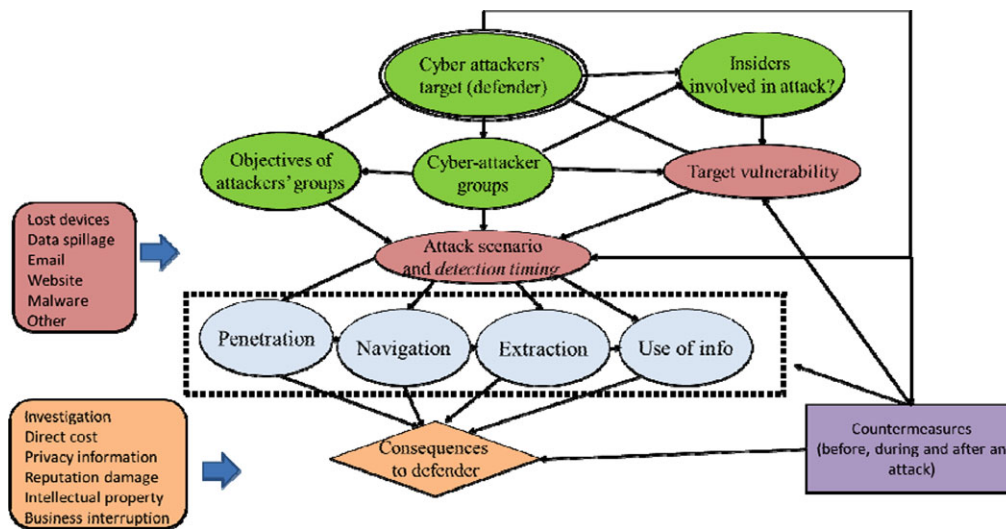 Cyber attackers'
target (defender)
Insiders
involved in attack?
Objectives of
attackers' groups
Cyber-attacker
groups
Target vulnerability
Lost devices
Data spillage
Email
Website
Malware
Other
Attack scenario
and detection timing
Penetration
Navigation
Extraction
Use of info
Investigation
Direct cost
Privacy information
Reputation damage
Intellectual property
Business interruption
Consequences
to defender
Countermeasures
(before, during and after an
attack)